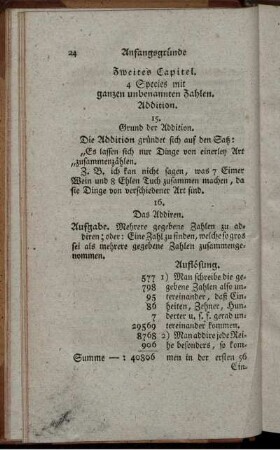 24 Anfangsgründe
Zweites Capitel.
4 Species mit
ganzen unbenannten Zahlen.
Addition.
15.
Grund der Addition.
Die Addition gründet sich auf den Satz:
„Es lassen sich nur Dinge von einerley Art
„zusammenzählen.
Z. B. ich kan nicht sagen, was 7 Eimer
Wein und 8 Ehlen Tuch zusammen machen, da
sie Dinge von verschiedener Art sind.
16.
Das Addiren.
Aufgabe. Mehrere gegebene Zahlen zu ad-
diren; oder: Eine Zahl zu finden, welche so gros
sei als mehrere gegebene Zahlen zusammenge-
nommen.
Auflösung.
577 1) Man schreibe die ge-
798 gebene Zahlen also un-
95 tereinander, daß Ein-
86 heiten, Zehner, Hun-
7 derter u. s. f. gerad un-
29569 tereinander kommen.
8768 2) Man addire jede Rei-
906 he besonders, so kom-
Summe — : 40806 men in der ersten 56
Ein-